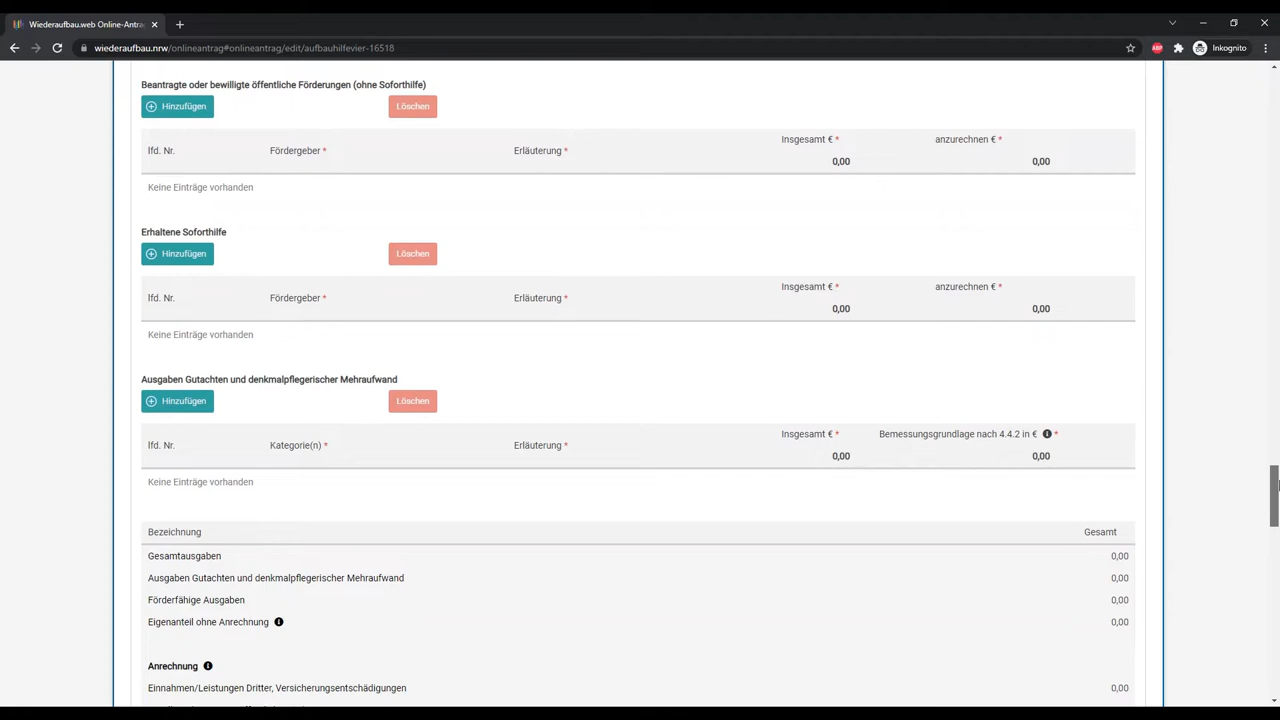 Wiederaufbau.web Online-Antra
wiederaufbau.nrw/onlineantrag#onlineantrag/edit/aufbauhilfevier-16518
ABP
Inkognito
Beantragte oder bewilligte öffentliche Förderungen (ohne Soforthilfe)
Hinzufügen Löschen
Insgesamt € * anzurechnen € *
lfd. Nr. Fördergeber * Erläuterung *
0,00 0,00
Keine Einträge vorhanden
Erhaltene Soforthilfe
Hinzufügen Löschen
Insgesamt € * anzurechnen € *
lfd. Nr. Fördergeber * Erläuterung *
0,00 0,00
Keine Einträge vorhanden
Ausgaben Gutachten und denkmalpflegerischer Mehraufwand
Hinzufügen Löschen
Insgesamt € * Bemessungsgrundlage nach 4.4.2 in € *
lfd. Nr. Kategorie(n) * Erläuterung *
0,00 0,00
Keine Einträge vorhanden
Bezeichnung Gesamt
Gesamtausgaben 0,00
Ausgaben Gutachten und denkmalpflegerischer Mehraufwand 0,00
Förderfähige Ausgaben 0,00
Eigenanteil ohne Anrechnung 0,00
Anrechnung
Einnahmen/Leistungen Dritter, Versicherungsentschädigungen 0,00